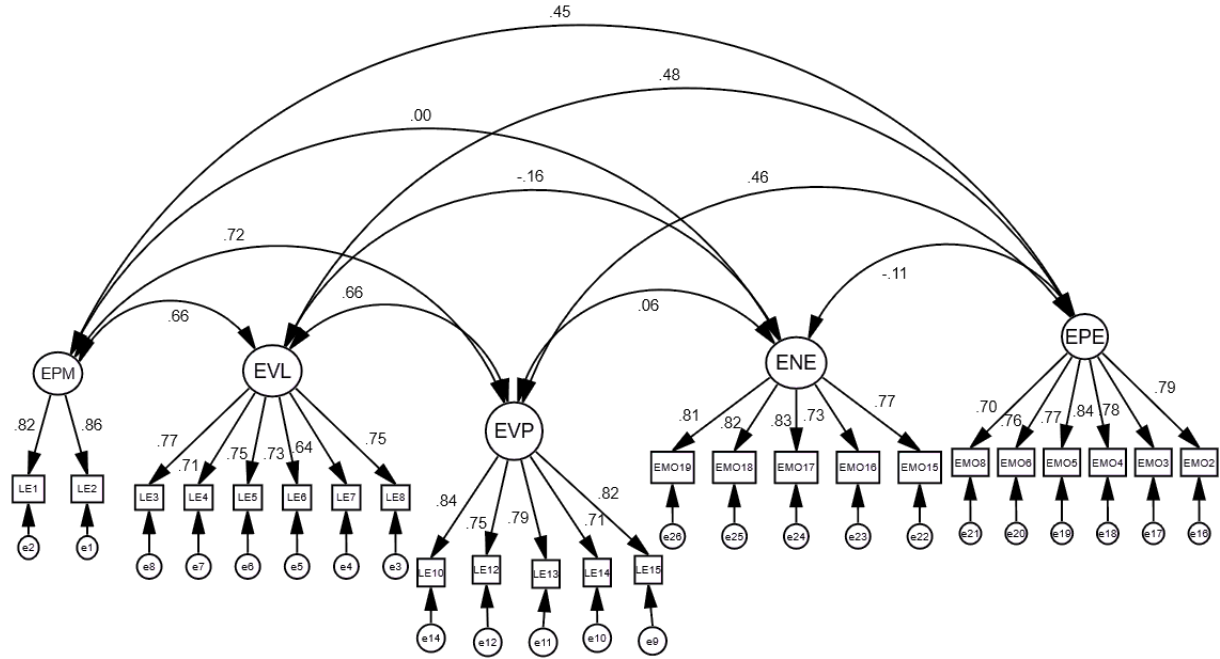 .45
.48
.00
-.16
.46
.72
-.11
.66
.66
.06
EPM
EVL
EVP
ENE
EPE
.82
.86
.77
.71
.75
.73
.64
.75
.84
.75
.79
.71
.82
.81
.82
.83
.73
.77
.70
.76
.77
.84
.78
.79
LE1
LE2
LE3
LE4
LE5
LE6
LE7
LE8
LE10
LE12
LE13
LE14
LE15
EMO19
EMO18
EMO17
EMO16
EMO15
EMO8
EMO6
EMO5
EMO4
EMO3
EMO2
e2
e1
e8
e7
e6
e5
e4
e3
e14
e12
e11
e10
e9
e26
e25
e24
e23
e22
e21
e20
e19
e18
e17
e16